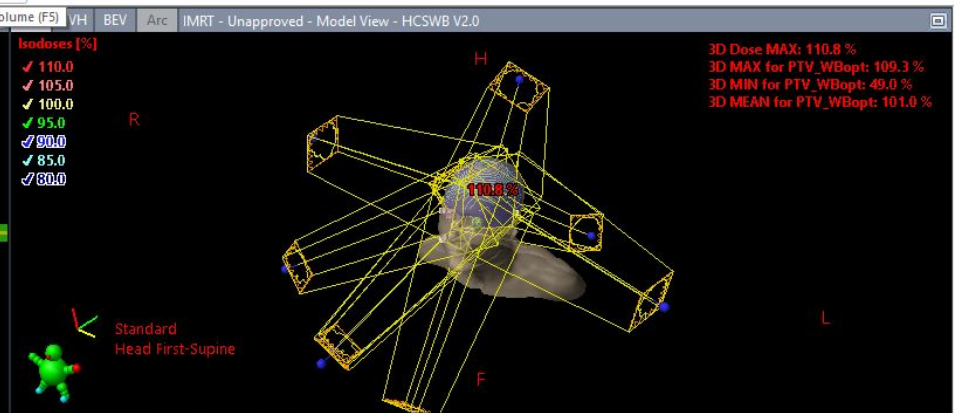 olume (F5) VH BEV Arc IMRT - Unapproved - Model View - HCSWB V2.0
Isodoses [%]
110.0
105.0
100.0
95.0
90.0
85.0
80.0
H
3D Dose MAX: 110.8 %
3D MAX for PTV_WBopt: 109.3 %
3D MIN for PTV_WBopt: 49.0 %
3D MEAN for PTV_WBopt: 101.0 %
R
110.8 %
L
Standard
Head First-Supine
F